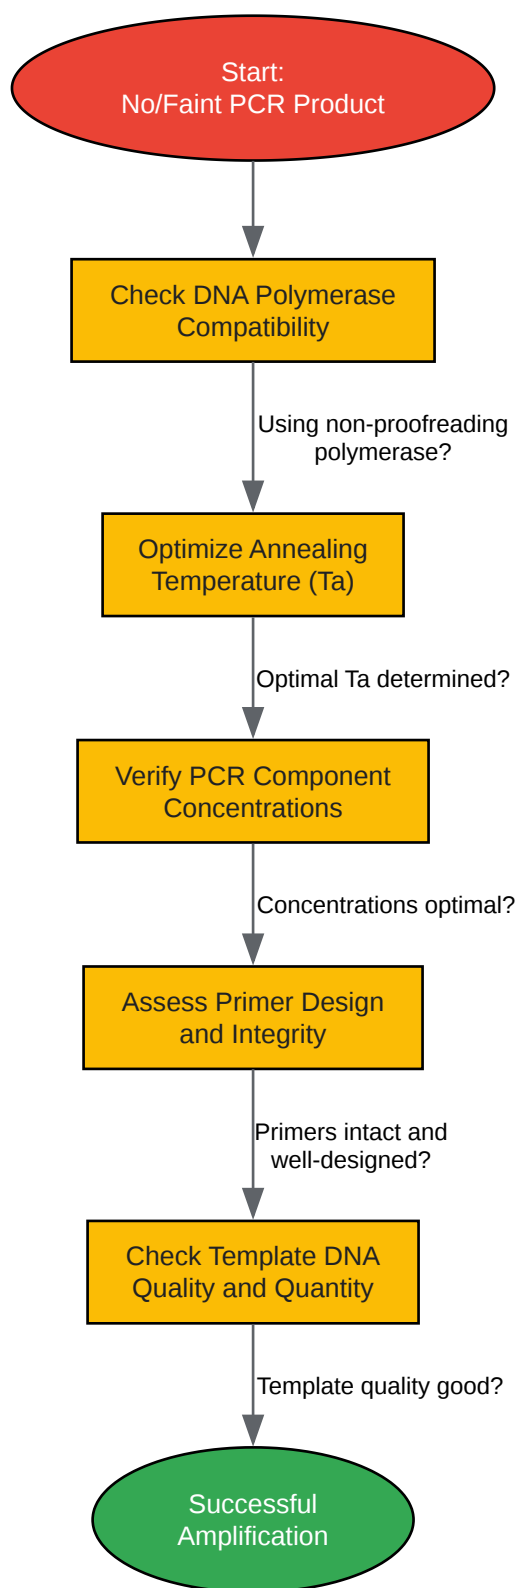 Start:
No/Faint PCR Product
Check DNA Polymerase
Compatibility
Using non-proofreading
polymerase?
Optimize Annealing
Temperature (Ta)
Optimal Ta determined?
Verify PCR Component
Concentrations
Concentrations optimal?
Assess Primer Design
and Integrity
Primers intact and
well-designed?
Check Template DNA
Quality and Quantity
Template quality good?
Successful
Amplification